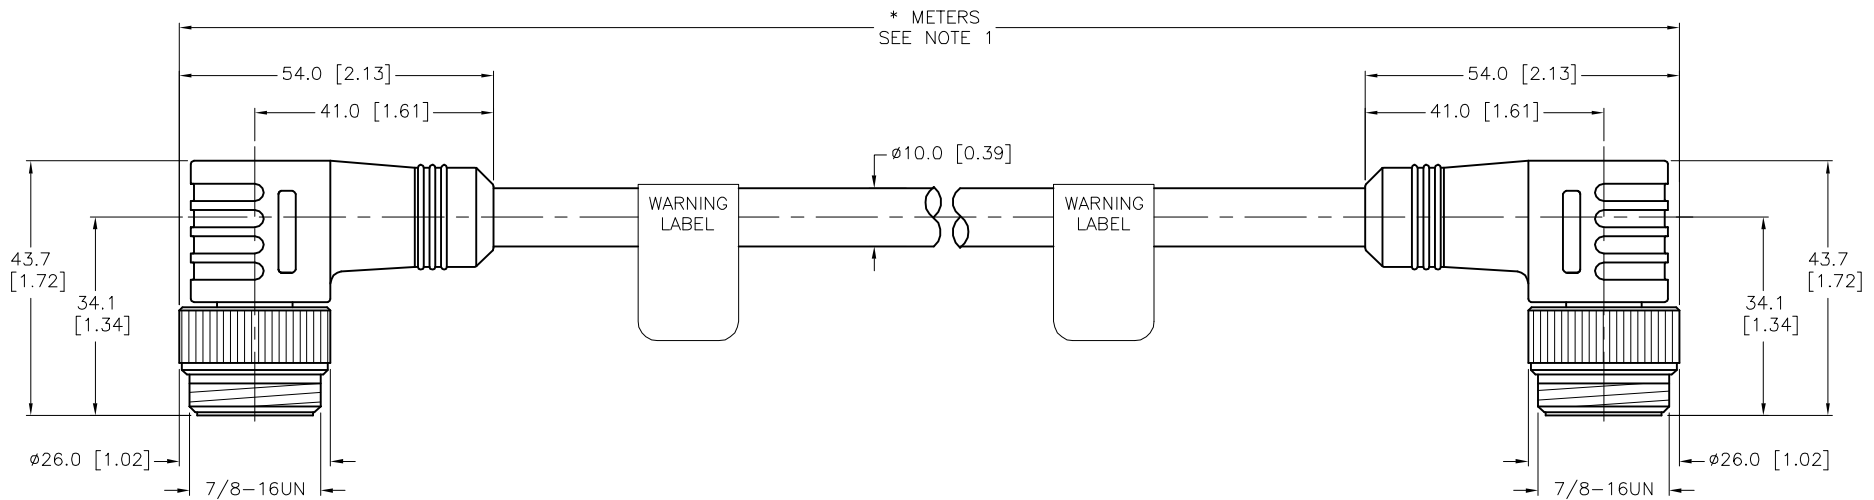 * METERS
SEE NOTE 1
54.0 [2.13]
54.0 [2.13]
41.0 [1.61]
41.0 [1.61]
ø10.0 [0.39]
WARNING
LABEL
WARNING
LABEL
43.7
[1.72]
34.1
[1.34]
43.7
[1.72]
34.1
[1.34]
ø26.0 [1.02]
ø26.0 [1.02]
7/8-16UN
7/8-16UN